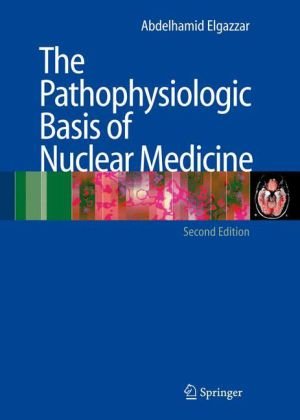 Abdelhamid Elgazzar
The
Pathophysiologic
Basis of
Nuclear Medicine
Second Edition
Springer